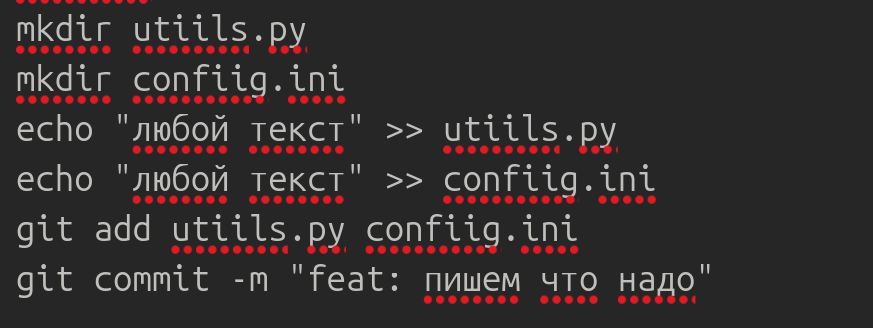 mkdir utiils.py
mkdir confiig.ini
echo "любой текст" >> utiils.py
echo "любой текст" >> confiig.ini
git add utiils.py confiig.ini
git commit -m "feat: пишем что надо"